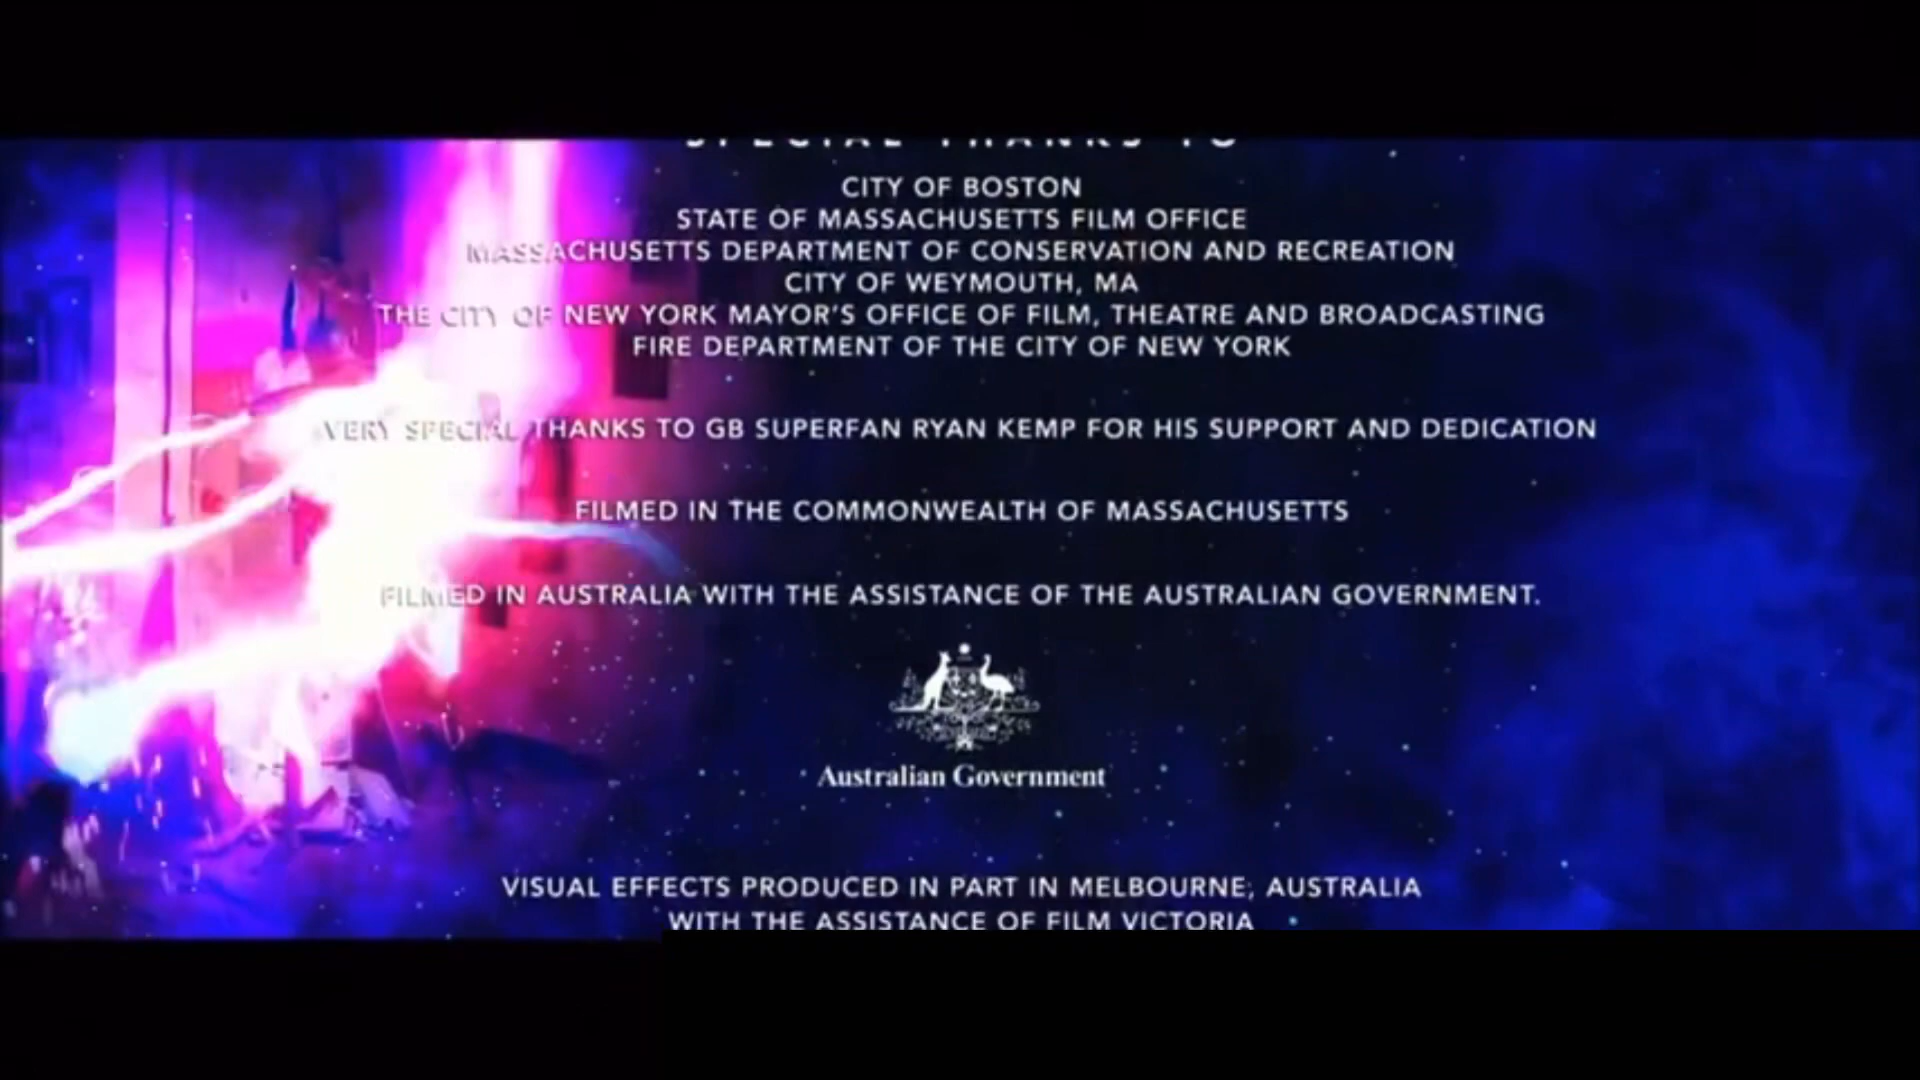 SPECIAL THANKS TO
CITY OF BOSTON
STATE OF MASSACHUSETTS FILM OFFICE
MASSACHUSETTS DEPARTMENT OF CONSERVATION AND RECREATION
CITY OF WEYMOUTH, MA
THE CITY OF NEW YORK MAYOR'S OFFICE OF FILM, THEATRE AND BROADCASTING
FIRE DEPARTMENT OF THE CITY OF NEW YORK
VERY SPECIAL THANKS TO GB SUPERFAN RYAN KEMP FOR HIS SUPPORT AND DEDICATION
FILMED IN THE COMMONWEALTH OF MASSACHUSETTS
FILMED IN AUSTRALIA WITH THE ASSISTANCE OF THE AUSTRALIAN GOVERNMENT.
Australian Government
VISUAL EFFECTS PRODUCED IN PART IN MELBOURNE, AUSTRALIA
WITH THE ASSISTANCE OF FILM VICTORIA